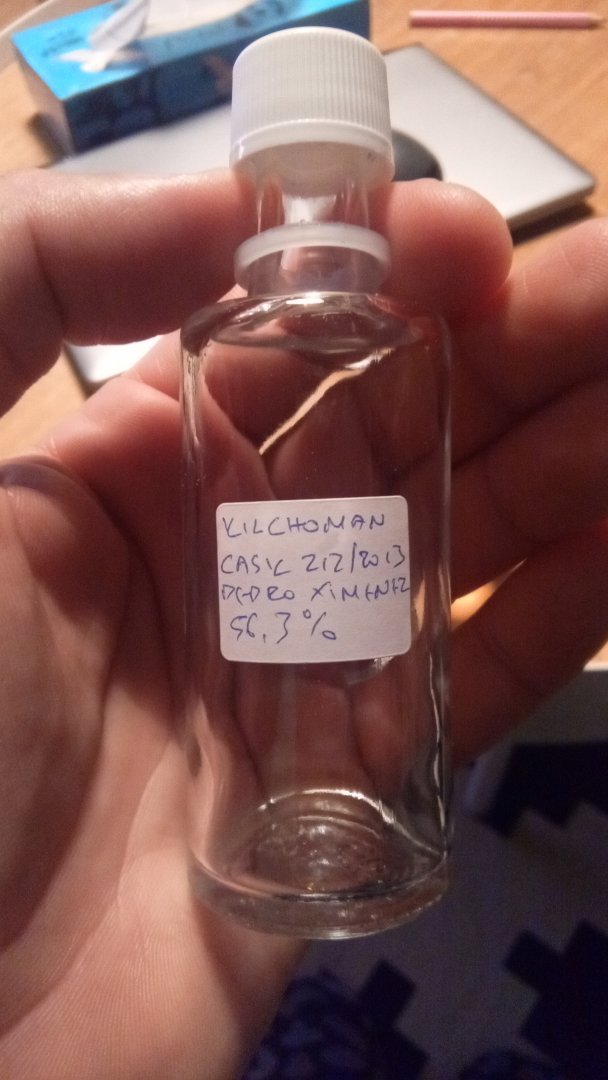 KILCHOMAN
CASK 212/2013
PEDRO XIMENEZ
56.3%